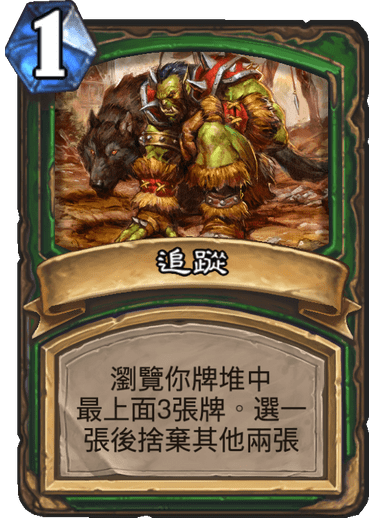 1
追蹤
瀏覽你牌堆中
最上面3張牌。選一
張後捨棄其他兩張